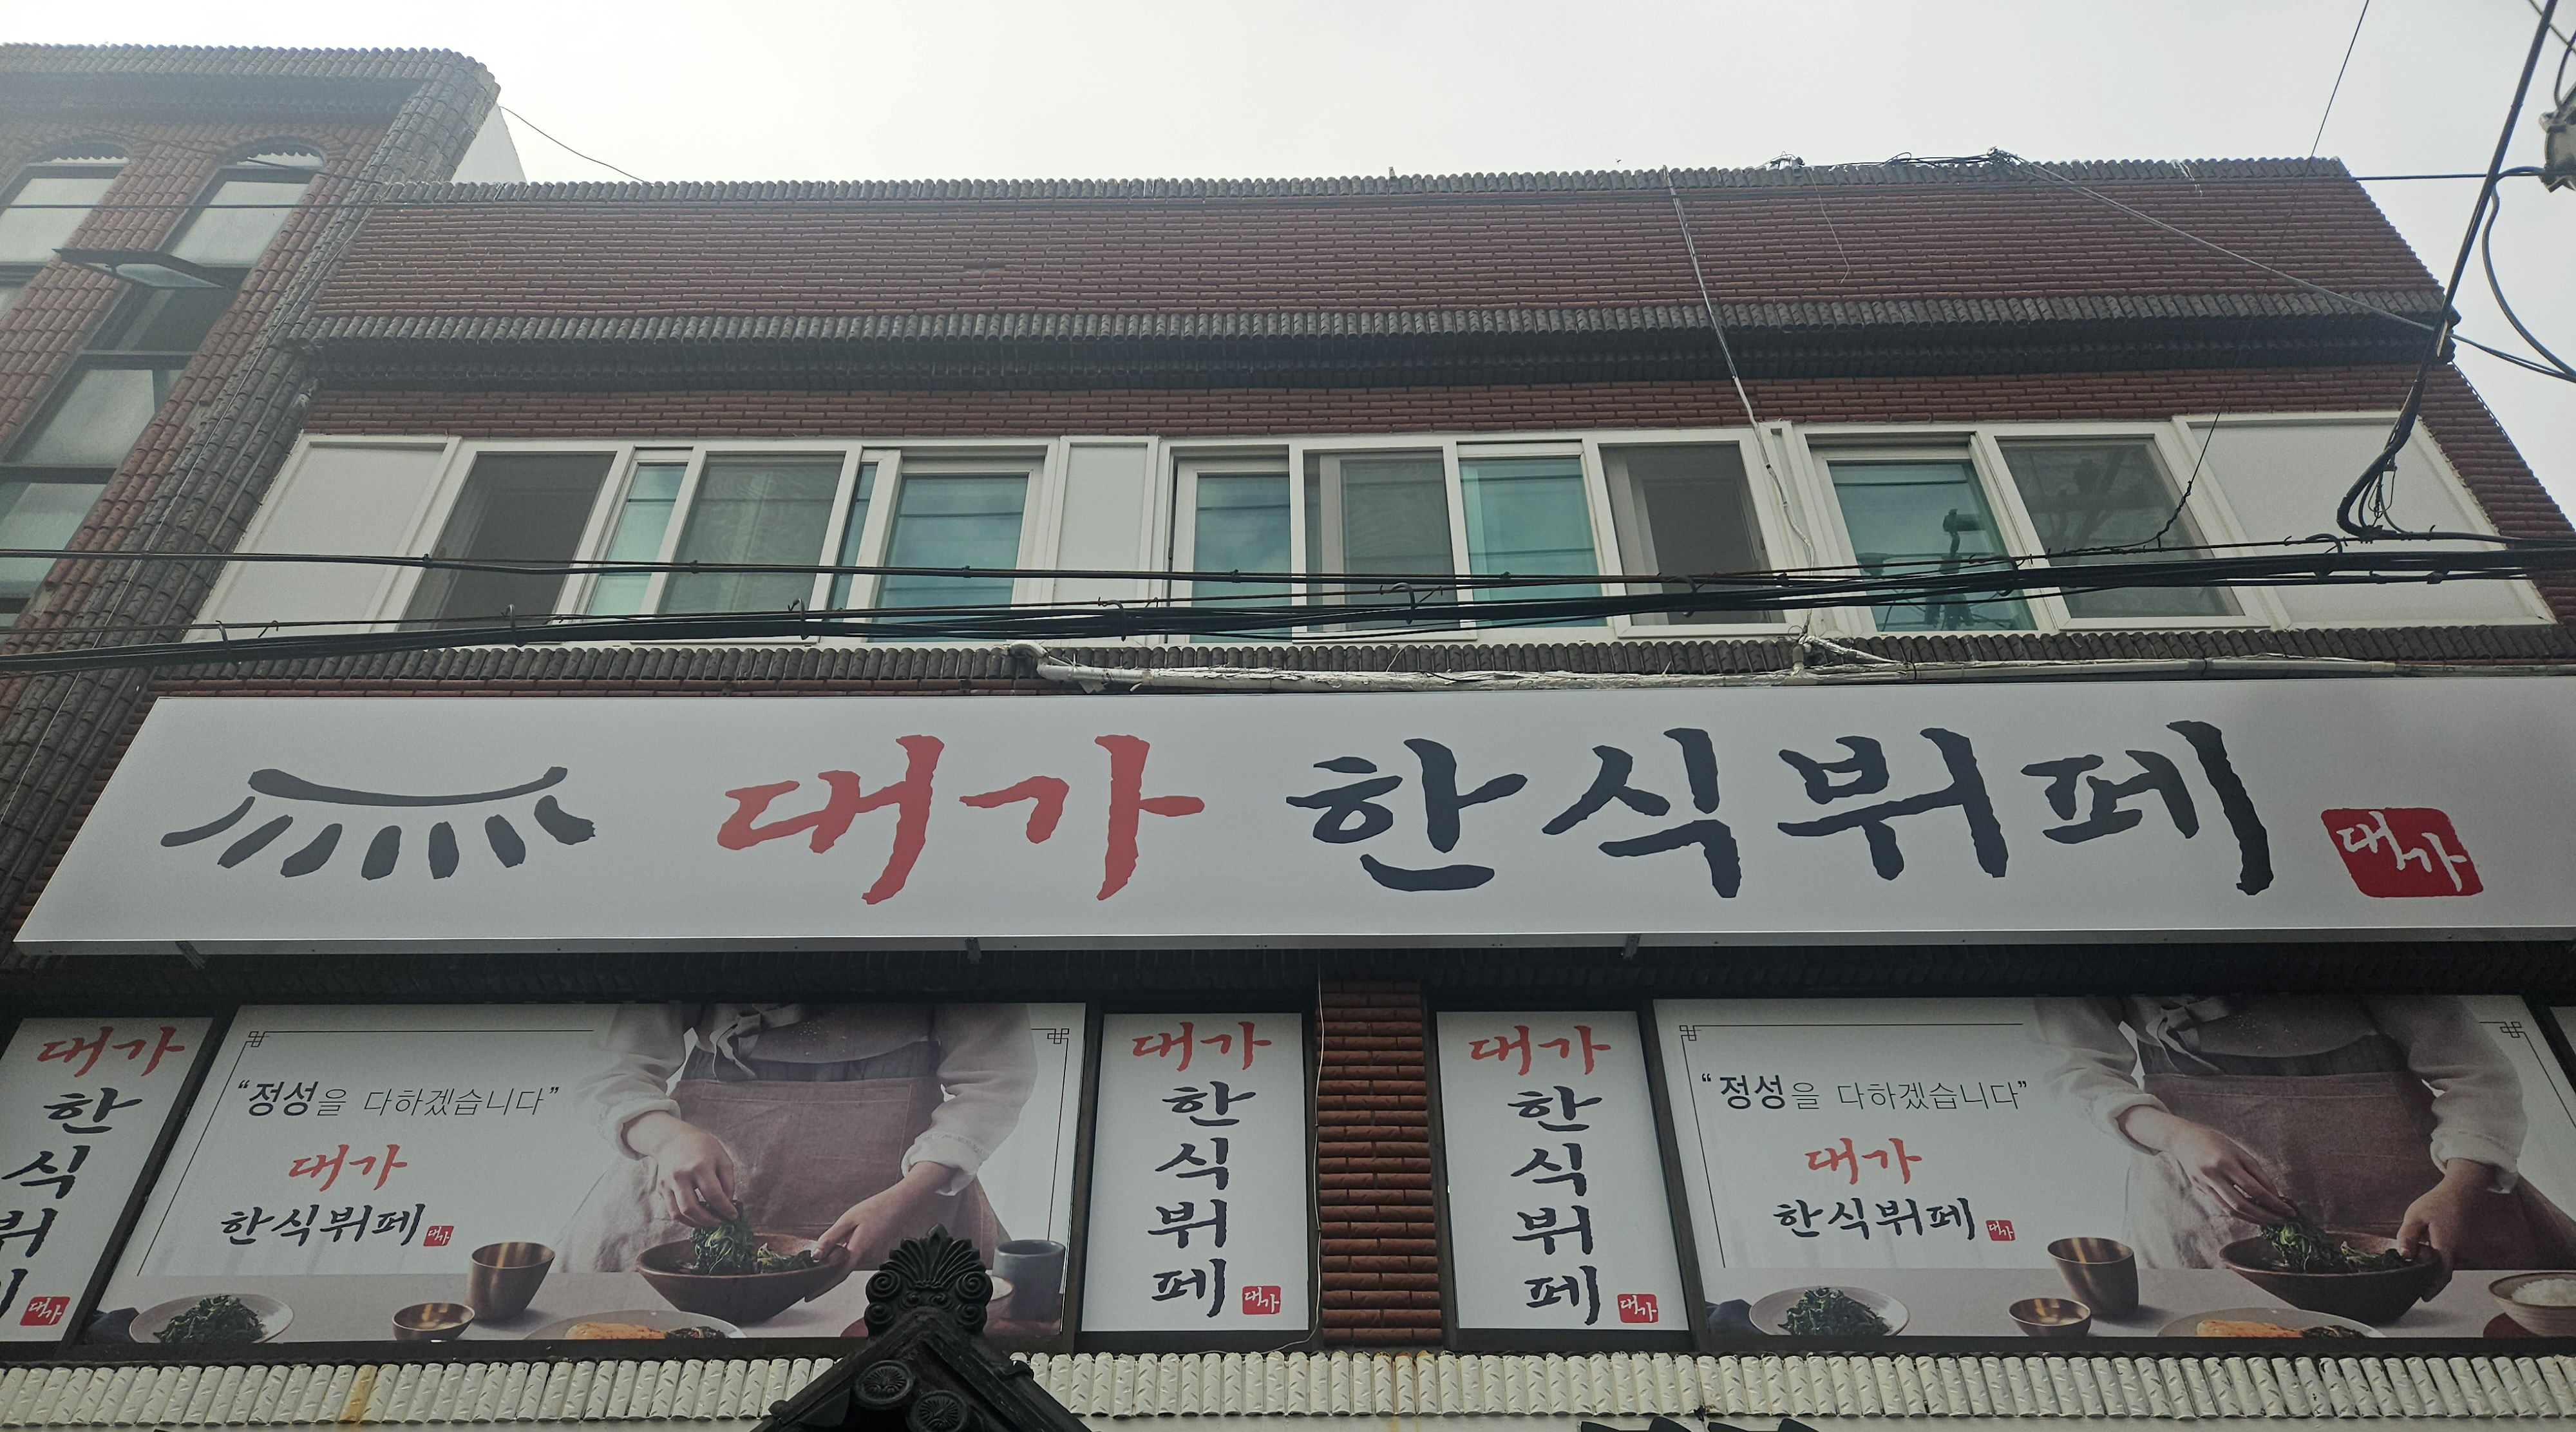 대가 한식뷔페
대가
대가
한
식
뷔
대가
"정성을 다하겠습니다"
대가
한식뷔페
대가
대가
한
식
뷔
페
대가
대가
한
식
뷔
페
대가
"정성을 다하겠습니다"
대가
한식뷔페
대가